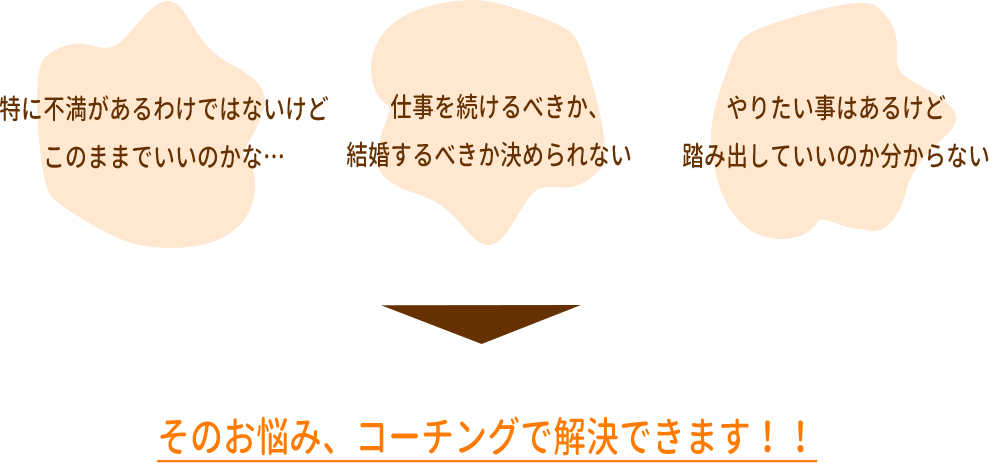 特に不満があるわけではないけど
このままでいいのかな…
仕事を続けるべきか、
結婚するべきか決められない
やりたい事はあるけど
踏み出していいのか分からない
そのお悩み、コーチングで解決できます！！